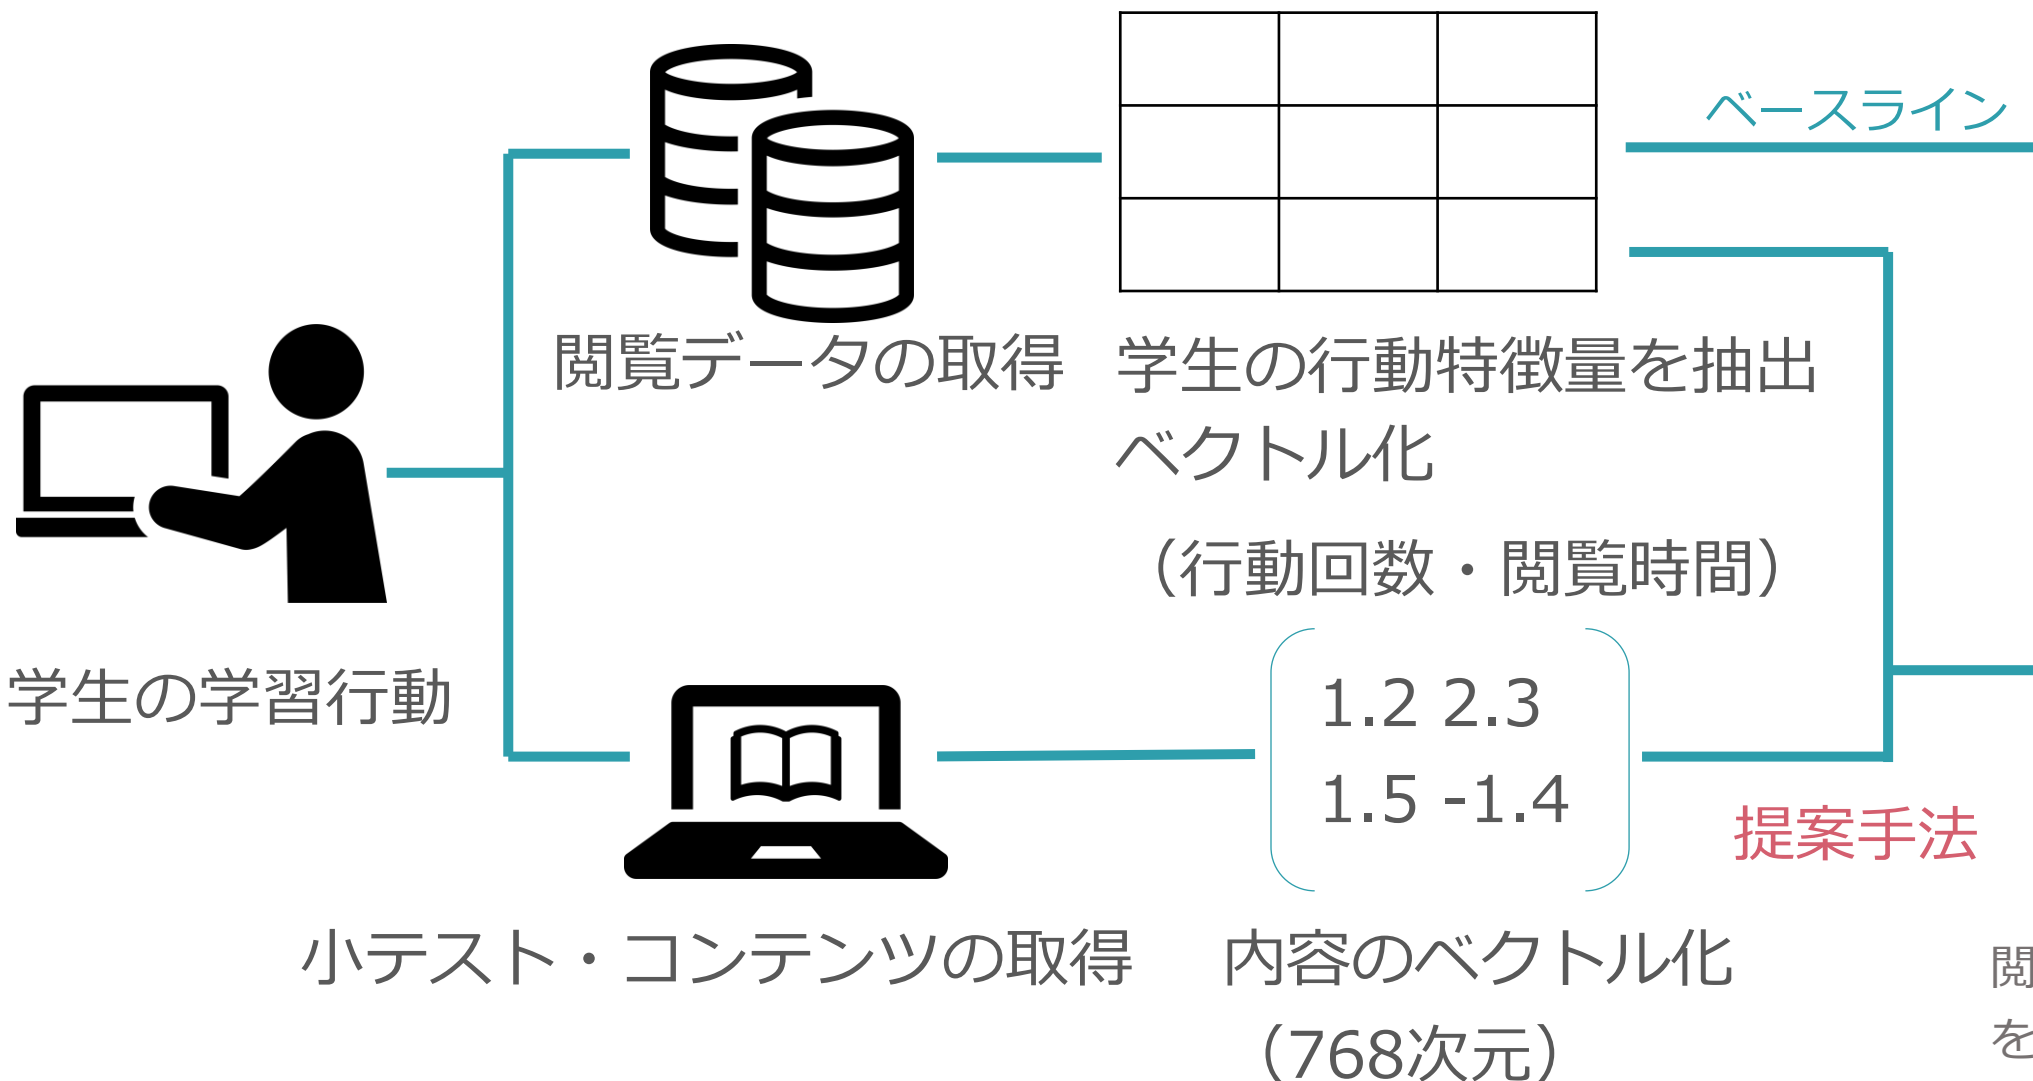 ベースライン
閲覧データの取得
学生の行動特徴量を抽出
ベクトル化
（行動回数・閲覧時間）
学生の学習行動
1.2 2.3
1.5 -1.4
提案手法
小テスト・コンテンツの取得
内容のベクトル化
（768次元）
閲
を